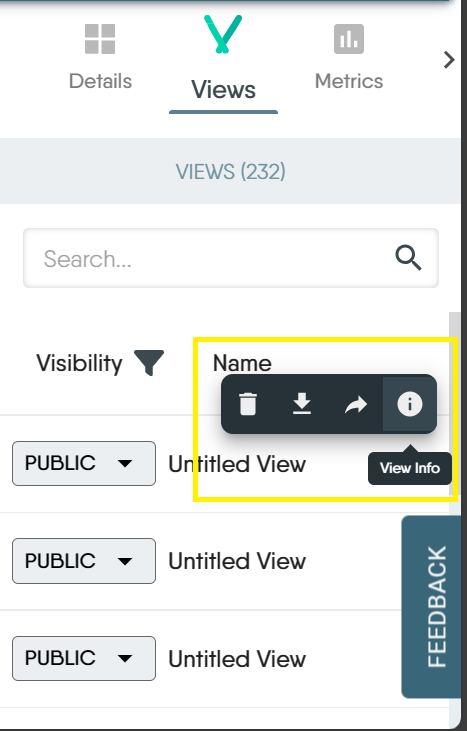 Details
Views
Metrics
VIEWS (232)
Search...
Visibility
Name
View Info
PUBLIC
Untitled View
PUBLIC
Untitled View
PUBLIC
Untitled View
FEEDBACK